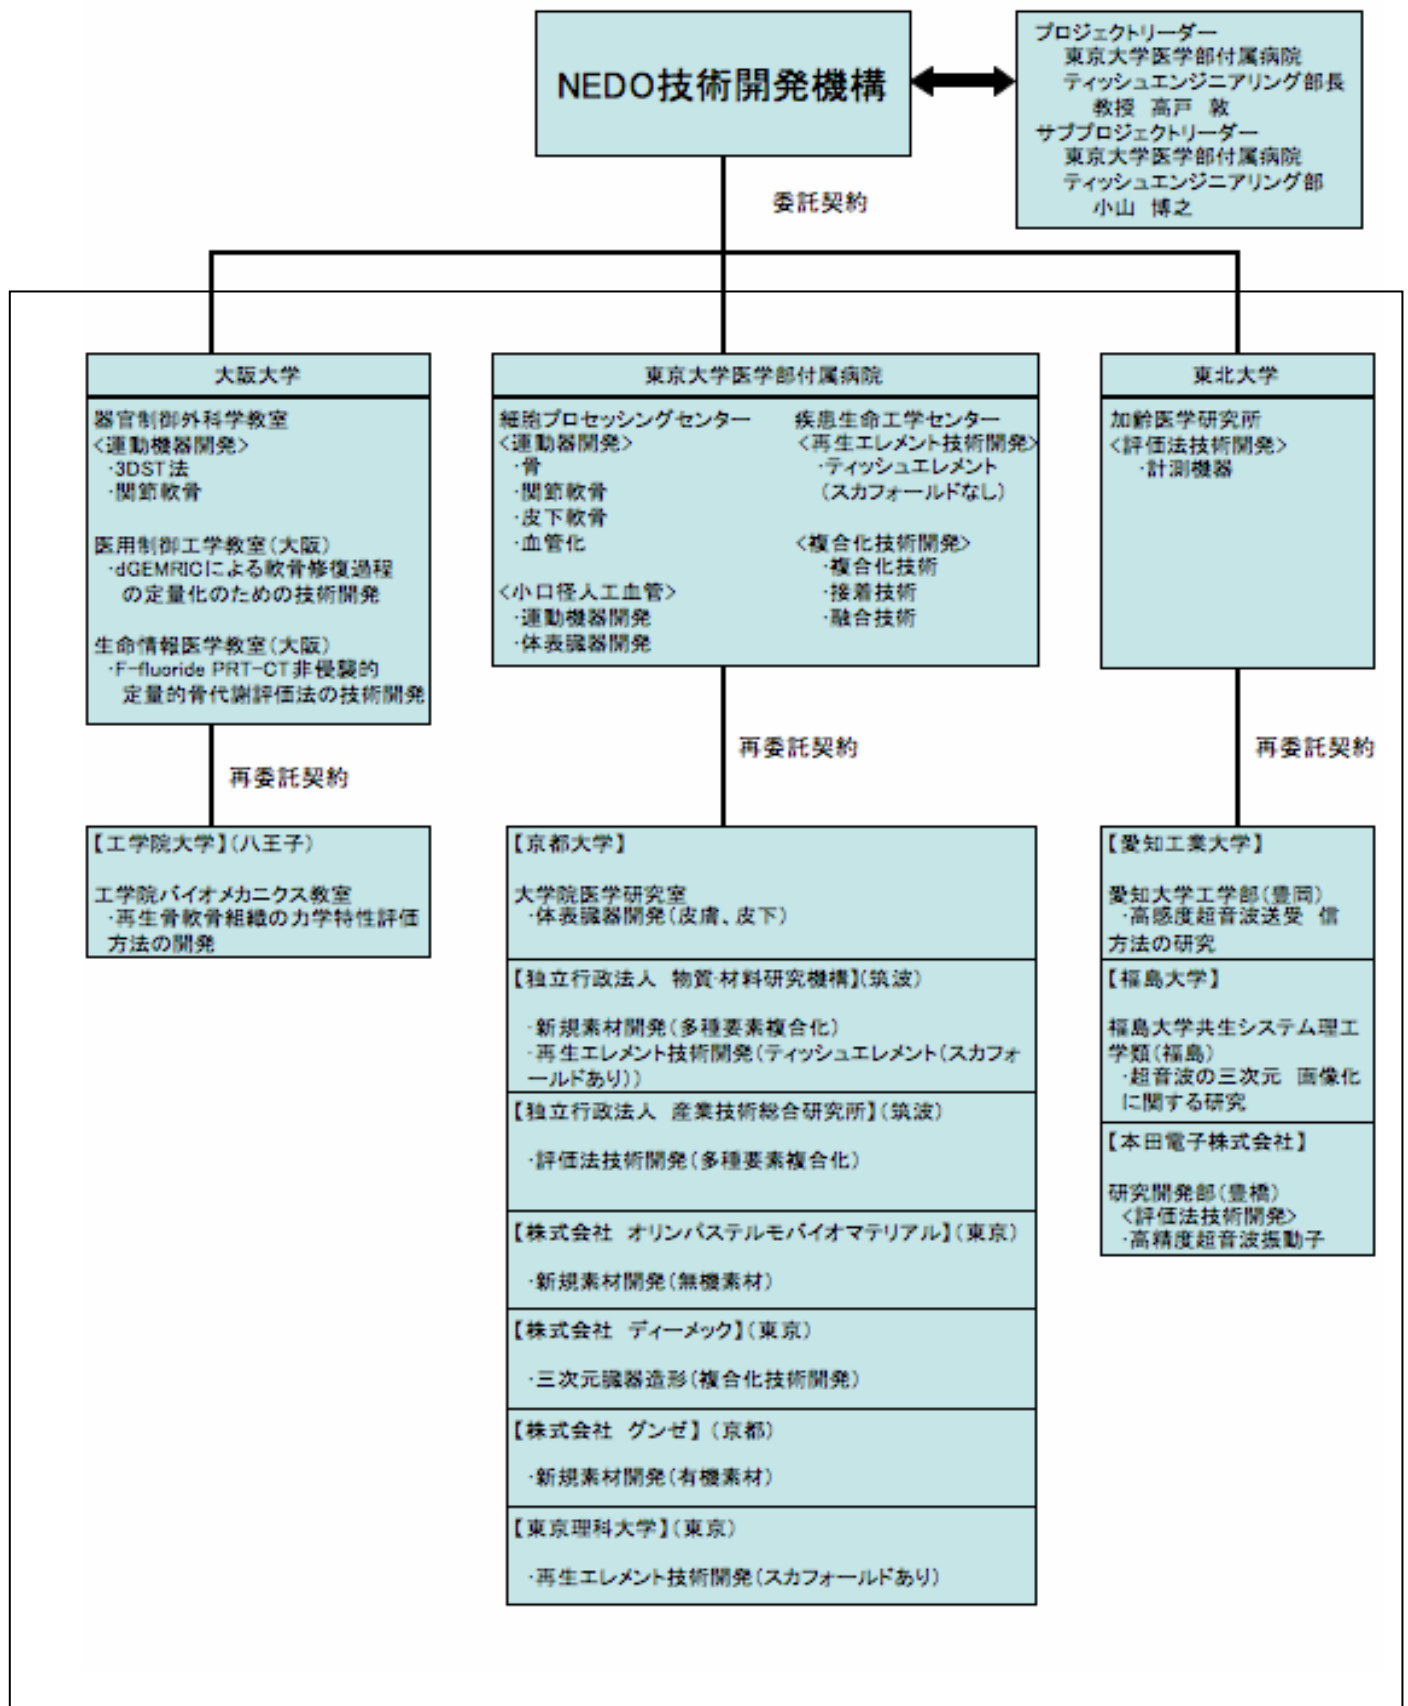 NEDO技術開発機構
プロジェクトリーダー
東京大学医学部付属病院
ティッシュエンジニアリング部長
教授 高戸 敦
サブプロジェクトリーダー
東京大学医学部付属病院
ティッシュエンジニアリング部
小山 博之
委託契約
大阪大学
器官制御外科学教室
<運動機器開発>
・3DST法
・関節軟骨
医用制御工学教室(大阪)
・dGEMRICによる軟骨修復過程
の定量化のための技術開発
生命情報医学教室(大阪)
・F-fluoride PRT-CT非侵襲的
定量的骨代謝評価法の技術開発
東京大学医学部付属病院
細胞プロセッシングセンター
<運動器開発>
・骨
・関節軟骨
・皮下軟骨
・血管化
<小口径人工血管>
・運動機器開発
・体表臓器開発
疾患生命工学センター
<再生エレメント技術開発>
・ティッシュエレメント
(スカフォールドなし)
<複合化技術開発>
・複合化技術
・接着技術
・融合技術
東北大学
加齢医学研究所
<評価法技術開発>
・計測機器
再委託契約
再委託契約
再委託契約
【工学院大学】(八王子)
工学院バイオメカニクス教室
・再生骨軟骨組織の力学特性評価
方法の開発
【京都大学】
大学院医学研究室
・体表臓器開発(皮膚、皮下)
【独立行政法人 物質・材料研究機構】(筑波)
・新規素材開発(多種要素複合化)
・再生エレメント技術開発(ティッシュエレメント(スカフォ
ールドあり))
【独立行政法人 産業技術総合研究所】(筑波)
・評価法技術開発(多種要素複合化)
【株式会社 オリンパステルモバイオマテリアル】(東京)
・新規素材開発(無機素材)
【株式会社 ディーメック】(東京)
・三次元臓器造形(複合化技術開発)
【株式会社 グンゼ】(京都)
・新規素材開発(有機素材)
【東京理科大学】(東京)
・再生エレメント技術開発(スカフォールドあり)
【愛知工業大学】
愛知大学工学部(豊岡)
・高感度超音波送受 信
方法の研究
【福島大学】
福島大学共生システム理工
学類(福島)
・超音波の三次元 画像化
に関する研究
【本田電子株式会社】
研究開発部(豊橋)
<評価法技術開発>
・高精度超音波振動子